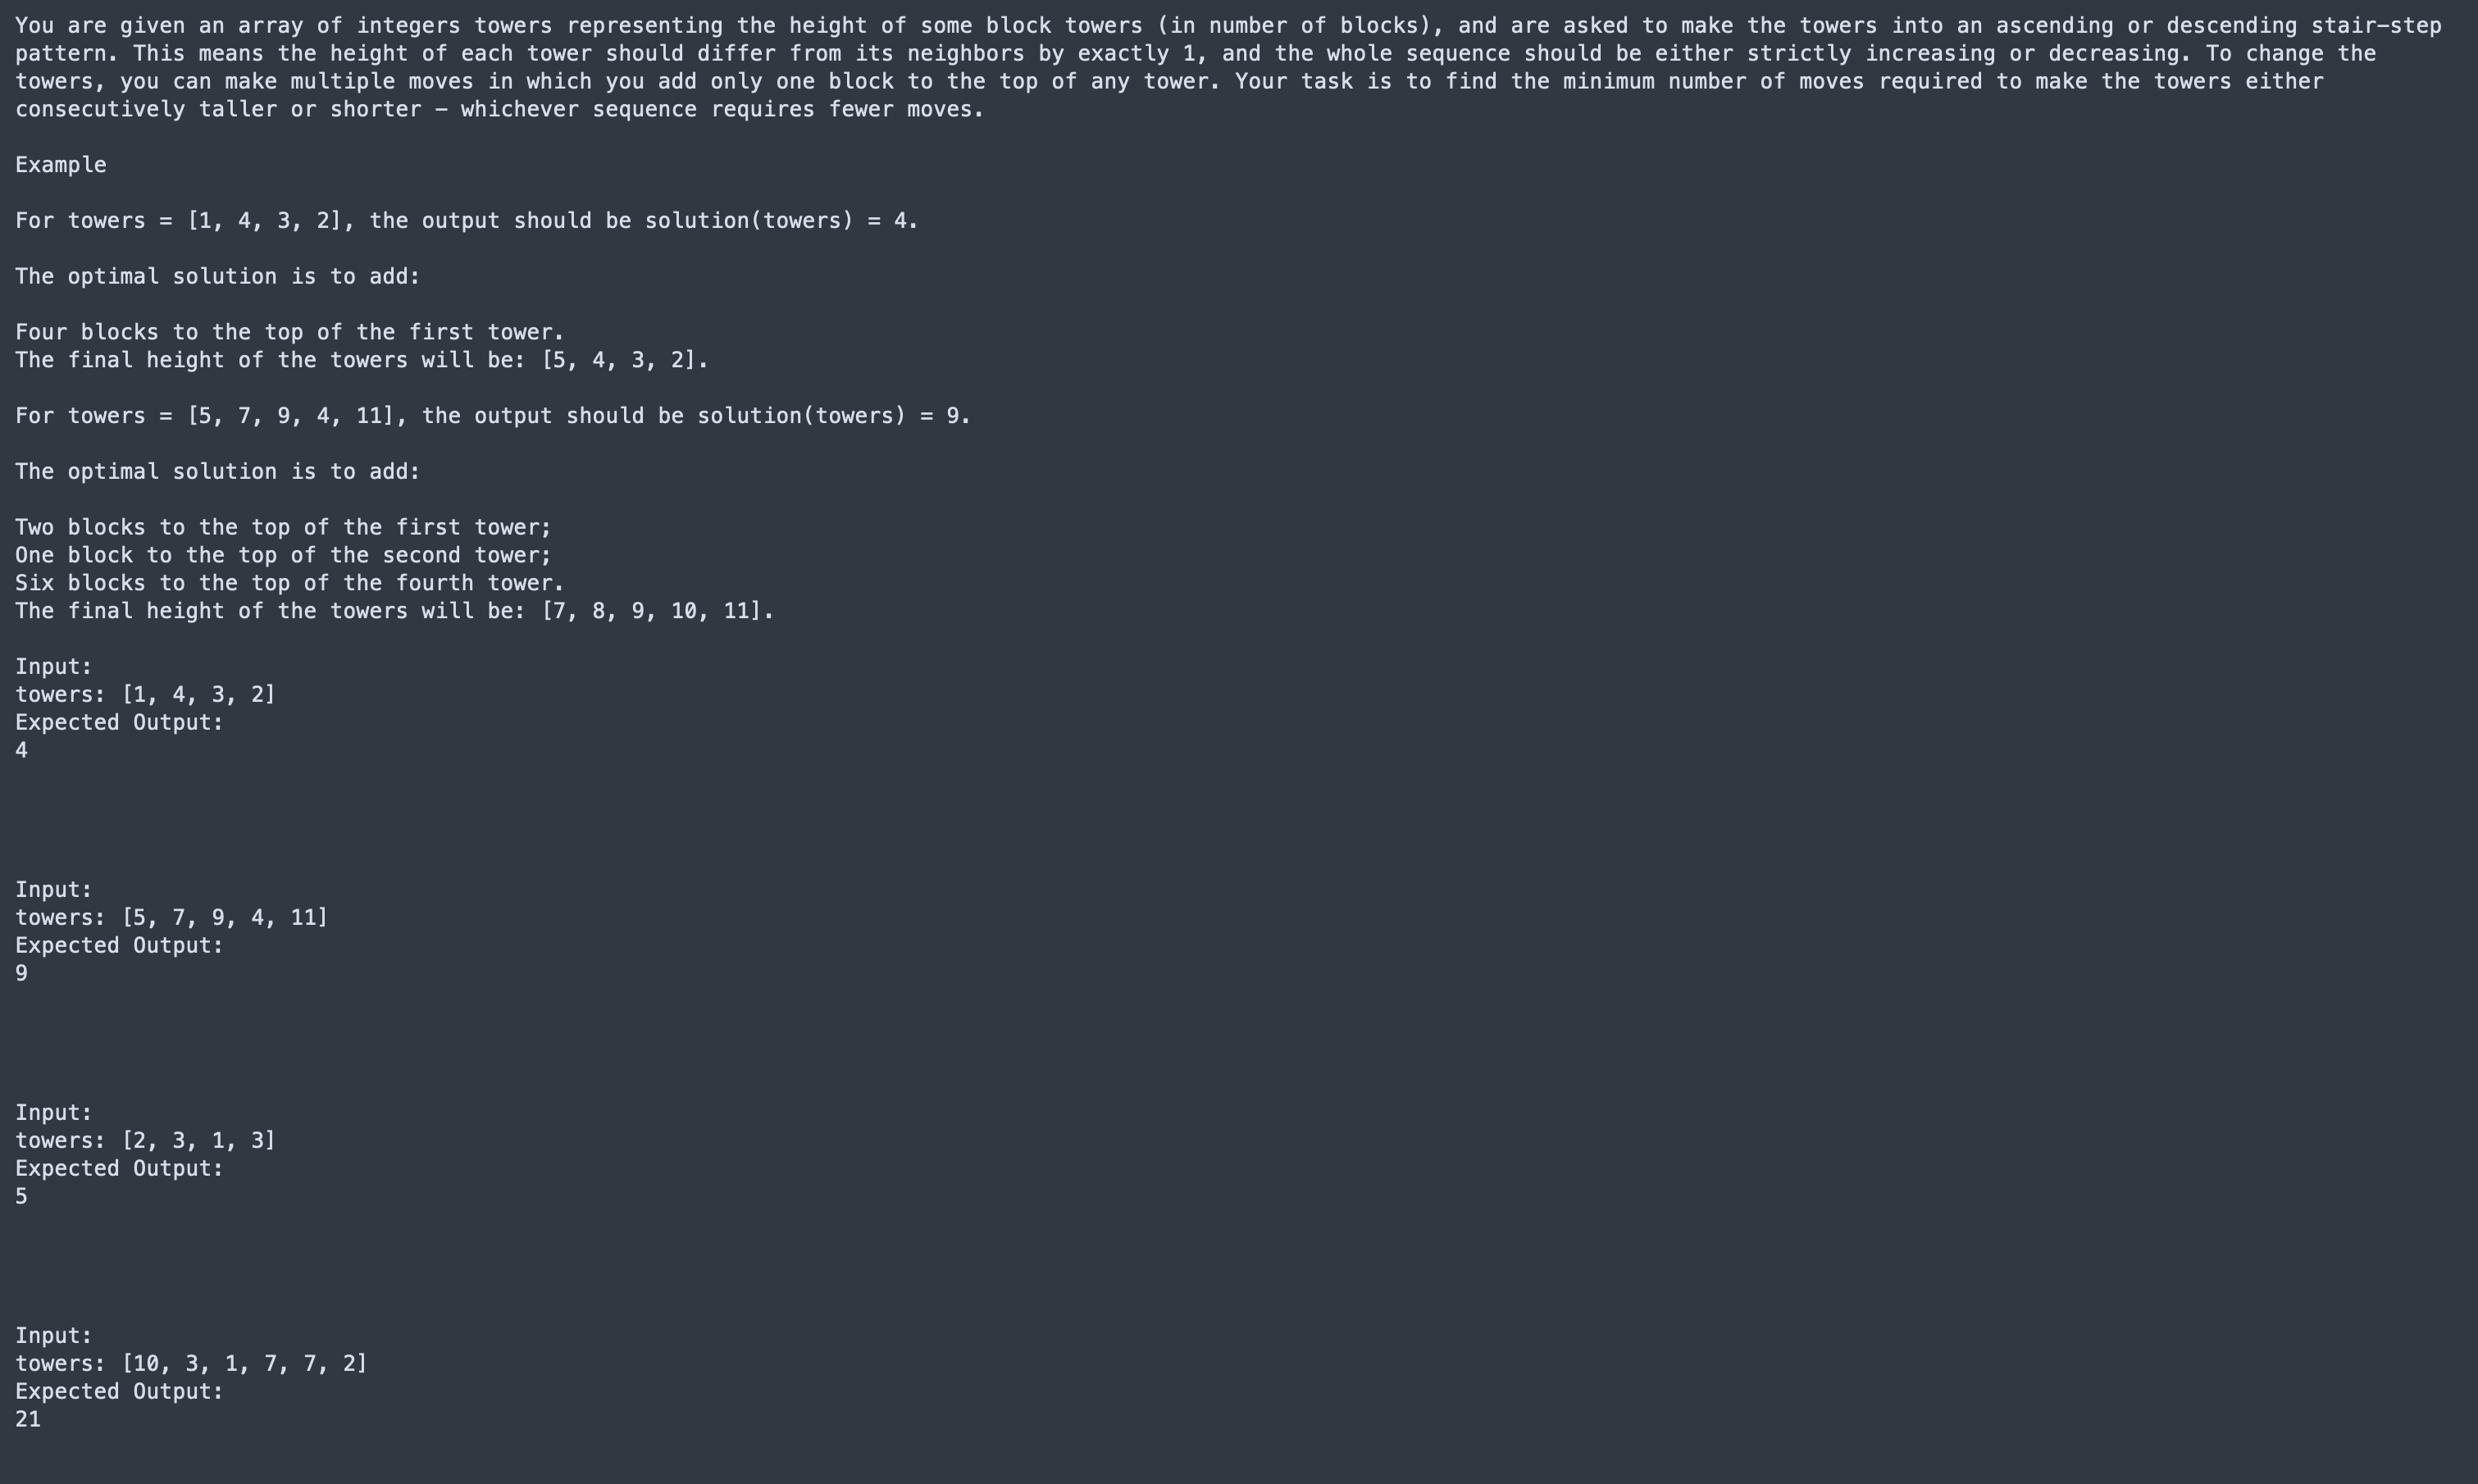 You are given an array of integers towers representing the height of some block towers (in number of blocks), and are asked to make the towers into an ascending or descending stair-step
pattern. This means the height of each tower should differ from its neighbors by exactly 1, and the whole sequence should be either strictly increasing or decreasing. To change the
towers, you can make multiple moves in which you add only one block to the top of any tower. Your task is to find the minimum number of moves required to make the towers either
consecutively taller or shorter – whichever sequence requires fewer moves.
Example
For towers = [1, 4, 3, 2], the output should be solution(towers) = 4.
The optimal solution is to add:
Four blocks to the top of the first tower.
The final height of the towers will be: [5, 4, 3, 2].
For towers = [5, 7, 9, 4, 11], the output should be solution(towers) = 9.
The optimal solution is to add:
Two blocks to the top of the first tower;
One block to the top of the second tower;
Six blocks to the top of the fourth tower.
The final height of the towers will be: [7, 8, 9, 10, 11].
Input:
towers: [1, 4, 3, 2]
Expected Output:
4
Input:
towers: [5, 7, 9, 4, 11]
Expected Output:
9
Input:
towers: [2, 3, 1, 3]
Expected Output:
5
Input:
towers: [10, 3, 1, 7, 7, 2]
Expected Output:
21